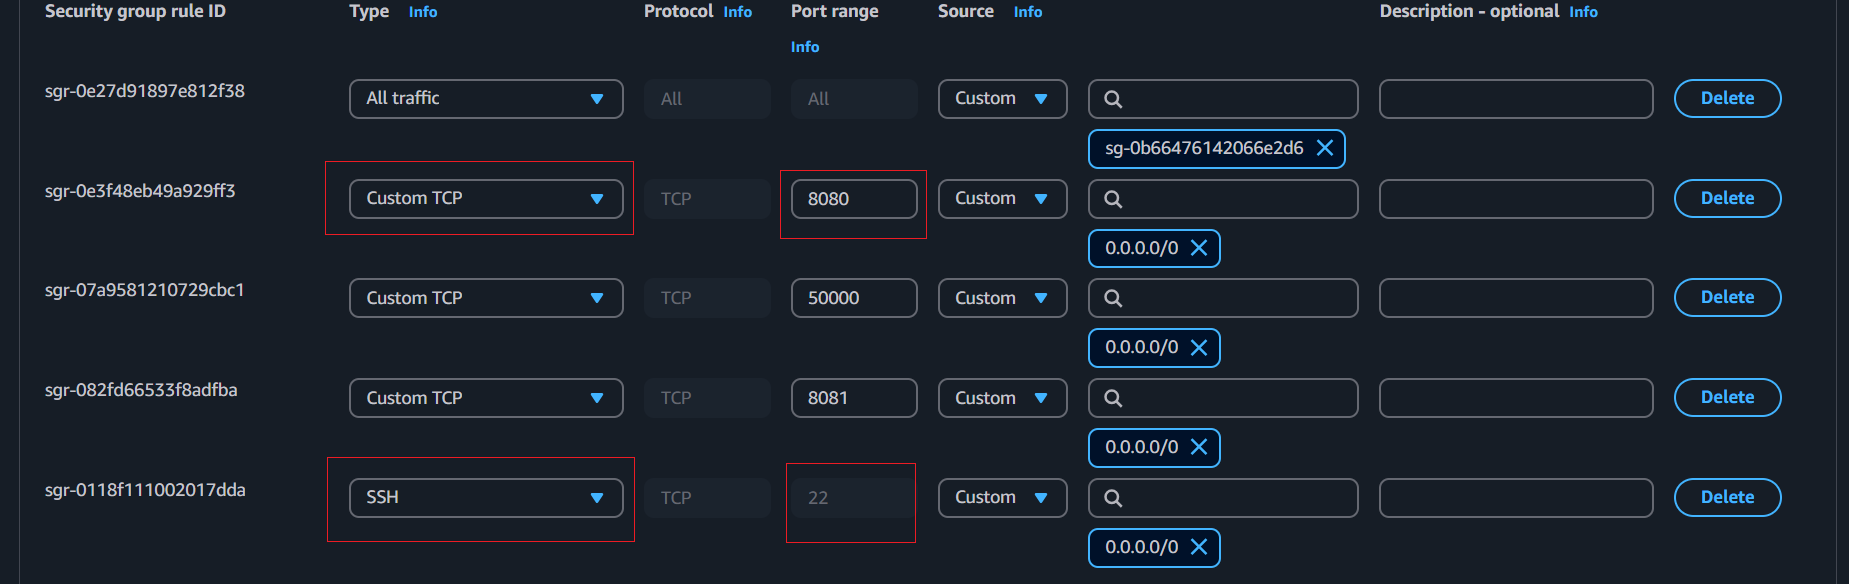 Security group rule ID Type Info Protocol Info Port range Info Source Info Description - optional Info
sgr-0e27d91897e812f38 All traffic All All Custom Delete
sg-0b66476142066e2d6
sgr-0e3f48eb49a929ff3 Custom TCP TCP 8080 Custom Delete
0.0.0.0/0
sgr-07a9581210729cbc1 Custom TCP TCP 50000 Custom Delete
0.0.0.0/0
sgr-082fd66533f8adfba Custom TCP TCP 8081 Custom Delete
0.0.0.0/0
sgr-0118f111002017dda SSH TCP 22 Custom Delete
0.0.0.0/0